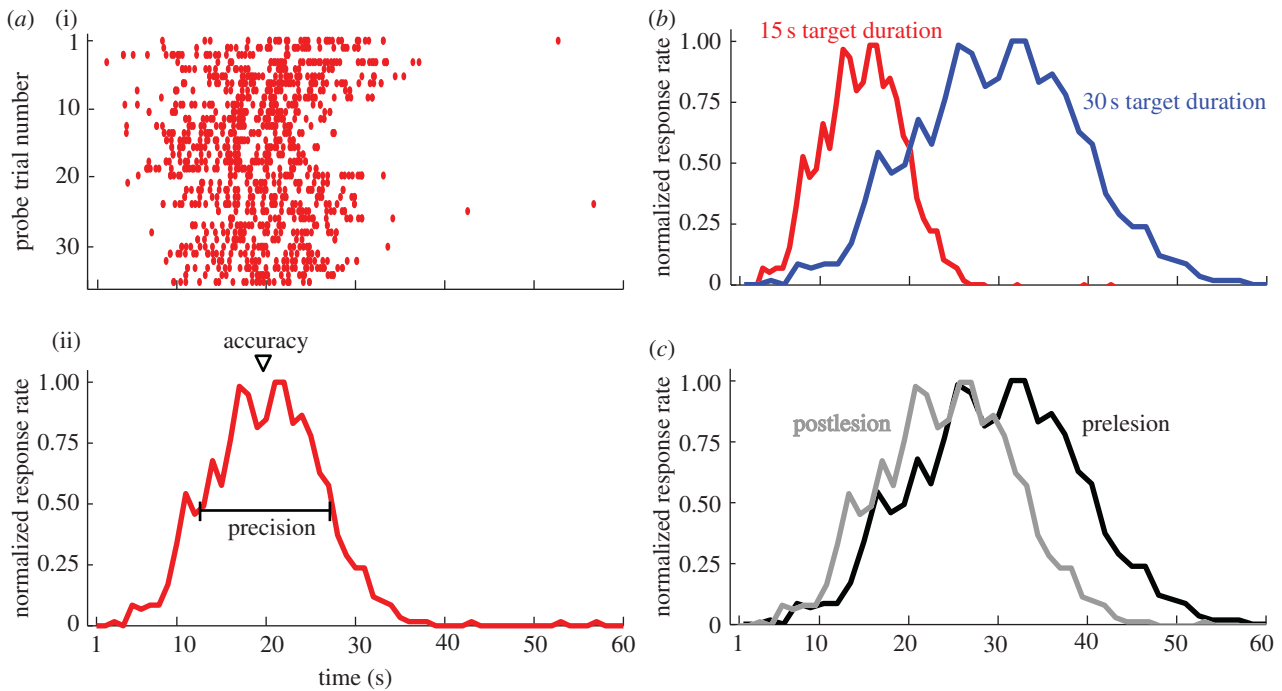 (a) (i)
1
10
20
30
probe trial number
(ii)
accuracy
1.00
0.75
0.50
0.25
0
normalized response rate
precision
1 10 20 30 40 50 60
time (s)
(b)
15 s target duration
30 s target duration
1.00
0.75
0.50
0.25
0
normalized response rate
(c)
postlesion
prelesion
1.00
0.75
0.50
0.25
0
normalized response rate
1 10 20 30 40 50 60